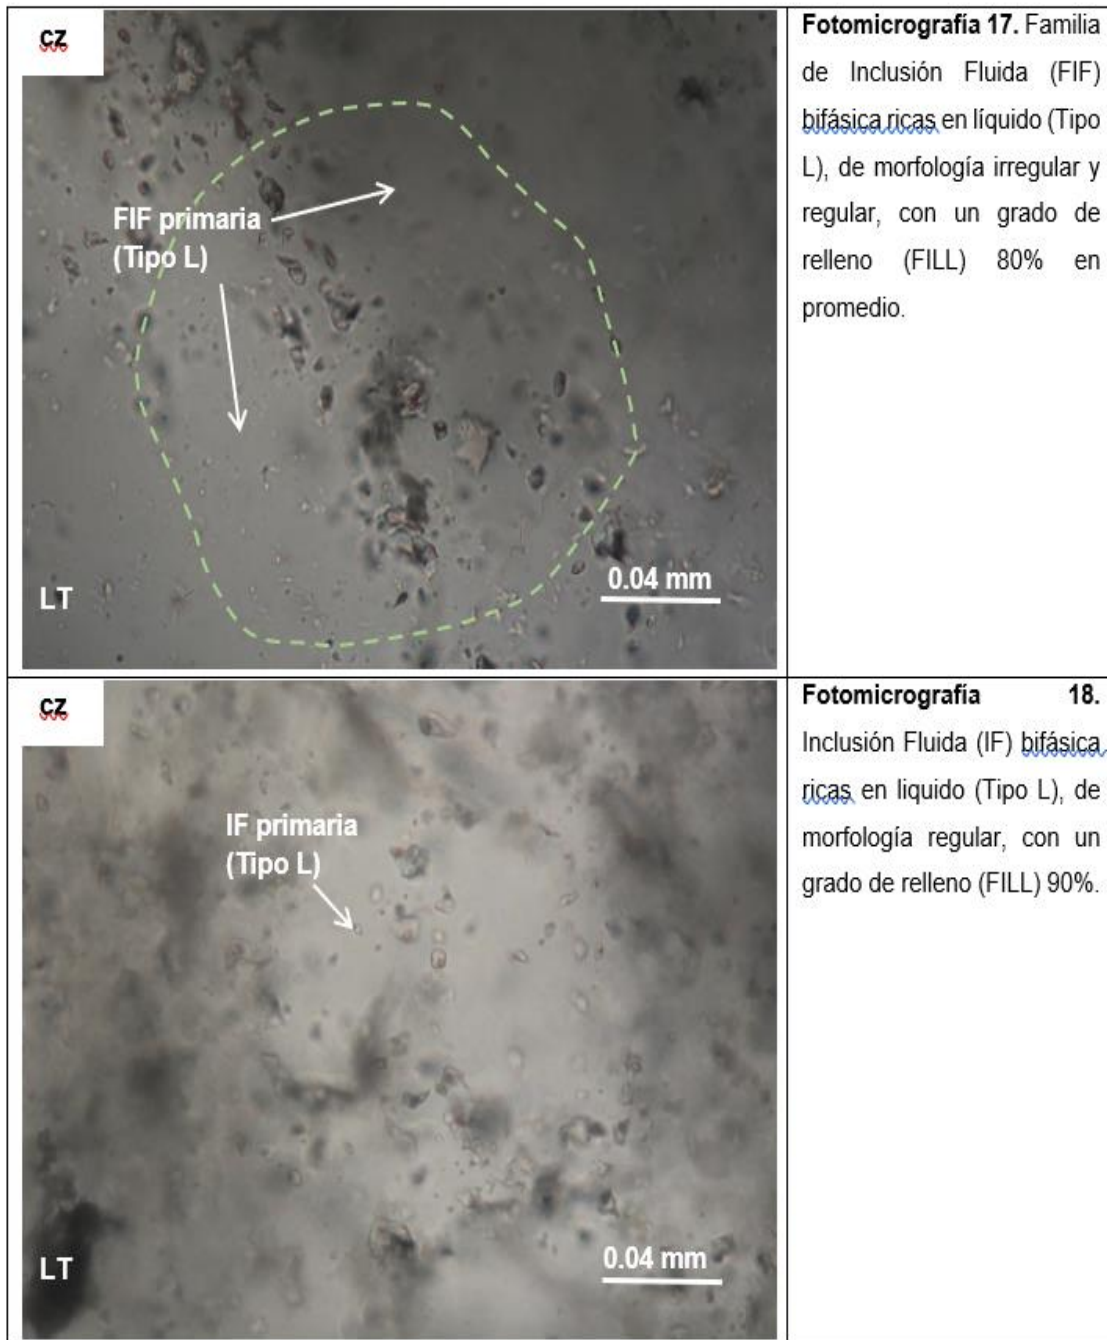 cz
FIF primaria
(Tipo L)
LT
0.04 mm
Fotomicrografía 17. Familia
de Inclusión Fluida (FIF)
bifásica ricas en líquido (Tipo
L), de morfología irregular y
regular, con un grado de
relleno (FILL) 80% en
promedio.
cz
IF primaria
(Tipo L)
LT
0.04 mm
Fotomicrografía 18.
Inclusión Fluida (IF) bifásica
ricas en liquido (Tipo L), de
morfología regular, con un
grado de relleno (FILL) 90%.